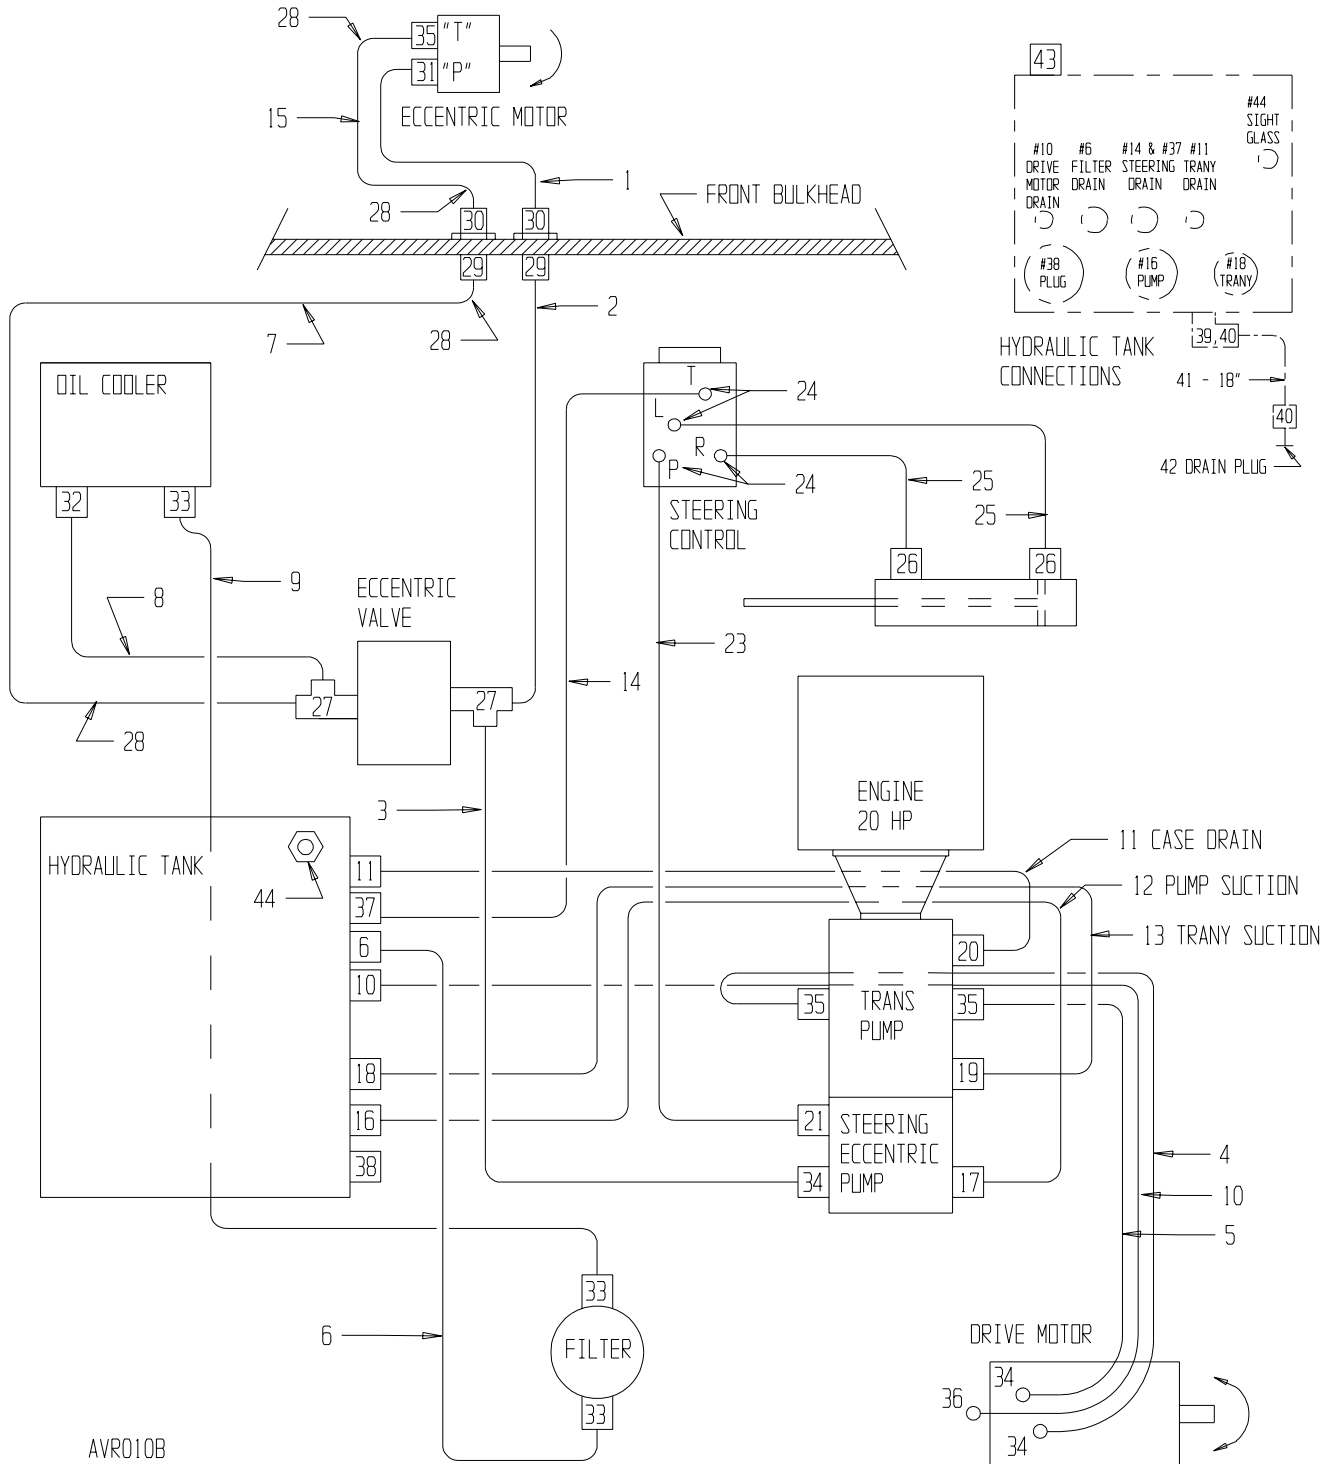 28
35 "T"
31 "P"
ECCENTRIC MOTOR
15
1
28
30
30
FRONT BULKHEAD
29
29
7
28
2
43
#44
SIGHT
GLASS
#10
DRIVE
MOTOR
DRAIN
#6
FILTER
DRAIN
#14 & #37
STEERING
DRAIN
#11
TRANY
DRAIN
#38
PLUG
#16
PUMP
#18
TRANY
39,40
HYDRAULIC TANK
CONNECTIONS
41 - 18"
40
42 DRAIN PLUG
OIL COOLER
32
33
T
L
R
P
24
24
STEERING
CONTROL
25
25
26
26
9
8
ECCENTRIC
VALVE
27
27
28
23
14
3
ENGINE
20 HP
HYDRAULIC TANK
44
11
37
6
10
18
16
38
11 CASE DRAIN
12 PUMP SUCTION
13 TRANY SUCTION
20
35
TRANS
PUMP
35
19
21
STEERING
ECCENTRIC
PUMP
34
17
4
10
5
33
FILTER
33
6
DRIVE MOTOR
34
36
34
AVR010B